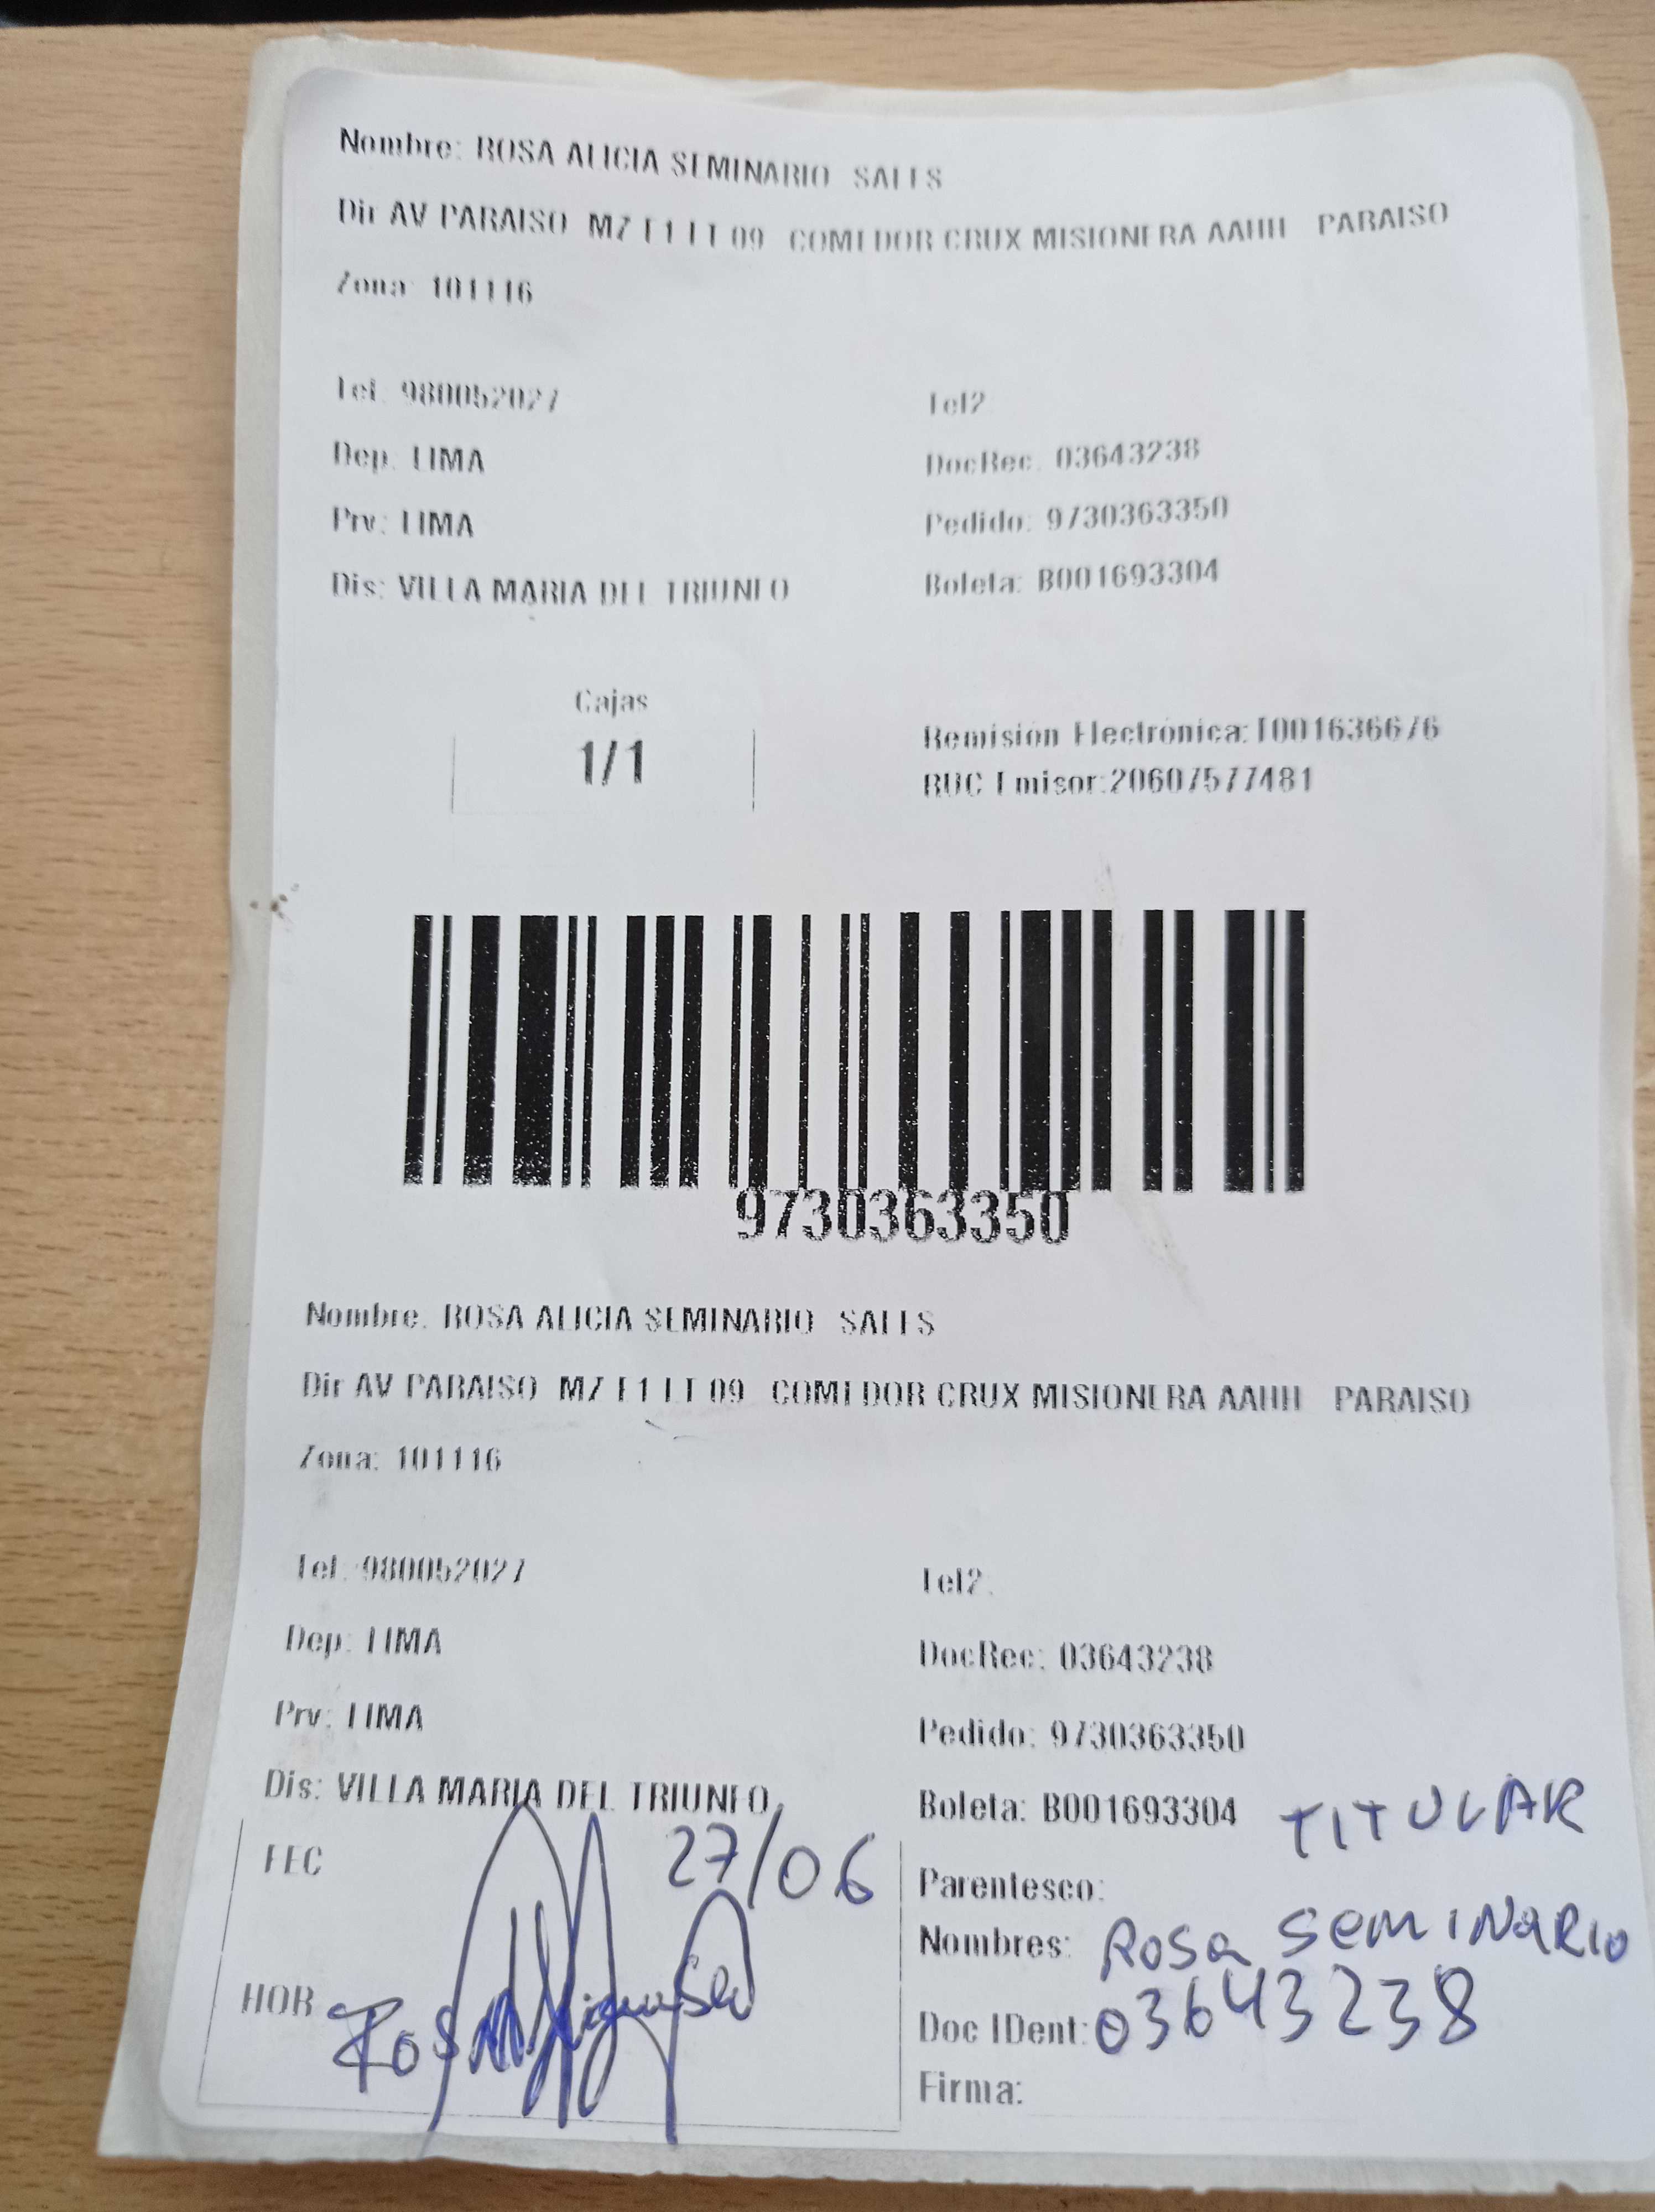 Nombre: ROSA ALICIA SEMINARIO SALES
Dir AV PARAISO MZ E1 LT 09 COMEDOR CRUX MISIONERA AAHH PARAISO
Zona: 101116
Tel: 980052027 Tel2:
Dep: LIMA DocRec: 03643238
Prv: LIMA Pedido: 9730363350
Dis: VILLA MARIA DEL TRIUNFO Boleta: B001693304
Cajas
1/1
Remisión Electrónica:T001636676
RUC Emisor:20607577481
9730363350
Nombre: ROSA ALICIA SEMINARIO SALES
Dir AV PARAISO MZ E1 LT 09 COMEDOR CRUX MISIONERA AAHH PARAISO
Zona: 101116
Tel: 980052027 Tel2:
Dep: LIMA DocRec: 03643238
Prv: LIMA Pedido: 9730363350
Dis: VILLA MARIA DEL TRIUNFO Boleta: B001693304
TITULAR
FEC 27/06 Parentesco:
Nombres: Rosa SEMINARIO
HOR Doc IDent: 03643238
Firma: